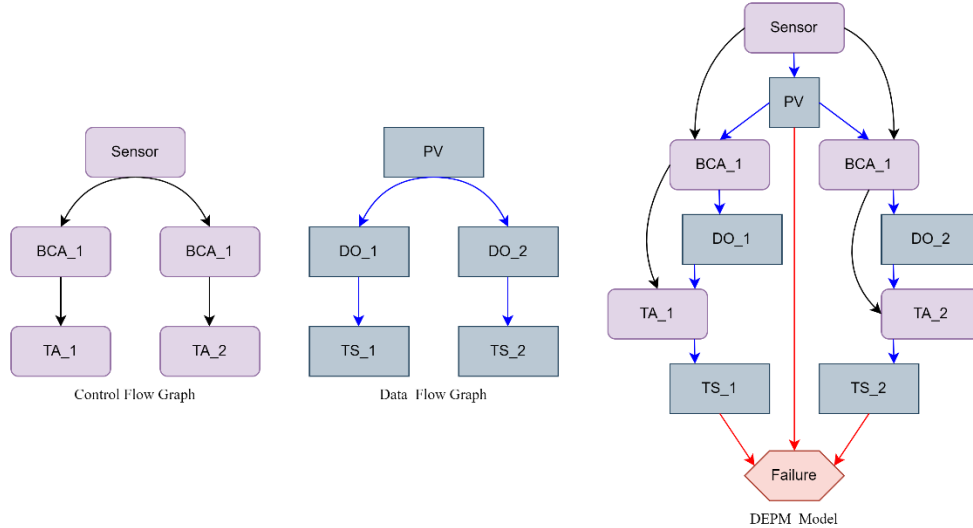 Sensor
BCA_1
BCA_1
TA_1
TA_2
Control Flow Graph
PV
DO_1
DO_2
TS_1
TS_2
Data Flow Graph
Sensor
PV
BCA_1
BCA_1
DO_1
DO_2
TA_1
TA_2
TS_1
TS_2
Failure
DEPM Model